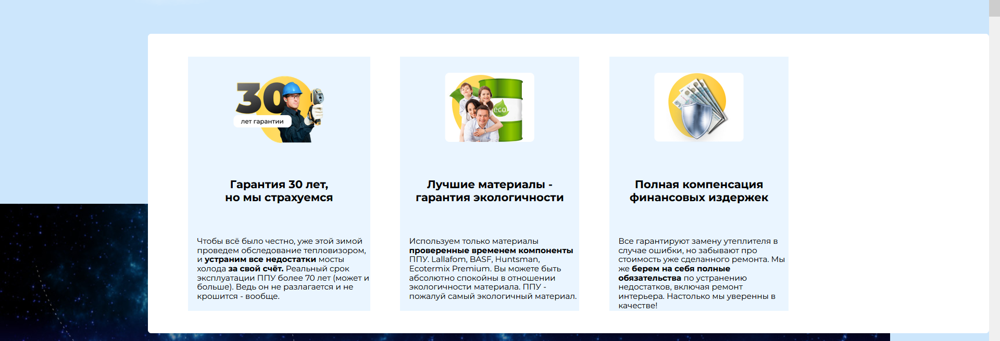 30
лет гарантии
Гарантия 30 лет,
но мы страхуемся
Чтобы всё было честно, уже этой зимой
проведем обследование тепловизором,
и устраним все недостатки мосты
холода за свой счёт. Реальный срок
эксплуатации ППУ более 70 лет (может и
больше). Ведь он не разлагается и не
крошится - вообще.
eco
Лучшие материалы -
гарантия экологичности
Используем только материалы
проверенные временем компоненты
ППУ. Lallafom, BASF, Huntsman,
Ecotermix Premium. Вы можете быть
абсолютно спокойны в отношении
экологичности материала. ППУ -
пожалуй самый экологичный материал.
Полная компенсация
финансовых издержек
Все гарантируют замену утеплителя в
случае ошибки, но забывают про
стоимость уже сделанного ремонта. Мы
же берем на себя полные
обязательства по устранению
недостатков, включая ремонт
интерьера. Настолько мы уверенны в
качестве!